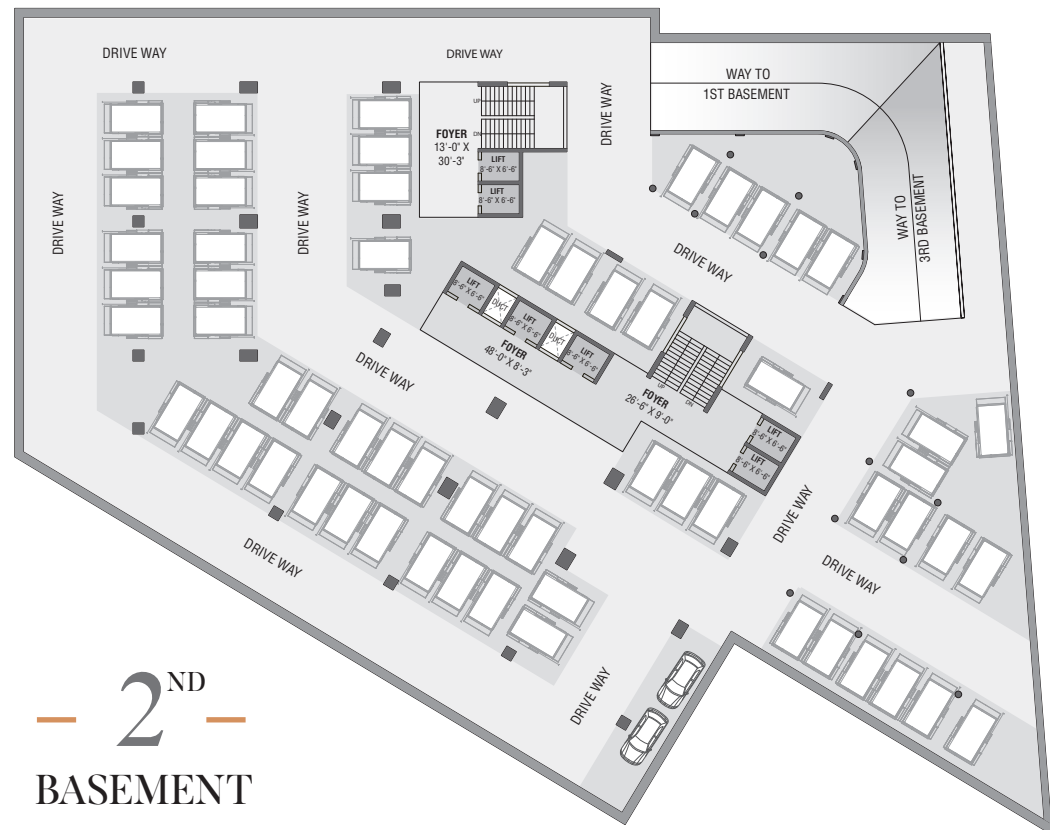 DRIVE WAY
DRIVE WAY
WAY TO
1ST BASEMENT
DRIVE WAY
UP
DN
FOYER
13'-0" X
30'-3"
LIFT
8'-6" X 6'-6"
LIFT
8'-6" X 6'-6"
DRIVE WAY
DRIVE WAY
WAY TO
3RD BASEMENT
DRIVE WAY
LIFT
8'-6" X 6'-6"
DUCT
LIFT
8'-6" X 6'-6"
DUCT
LIFT
8'-6" X 6'-6"
FOYER
48'-0" X 8'-3"
DRIVE WAY
UP
DN
FOYER
26'-6" X 9'-0"
LIFT
8'-6" X 6'-6"
LIFT
8'-6" X 6'-6"
DRIVE WAY
DRIVE WAY
DRIVE WAY
DRIVE WAY
2ND
BASEMENT